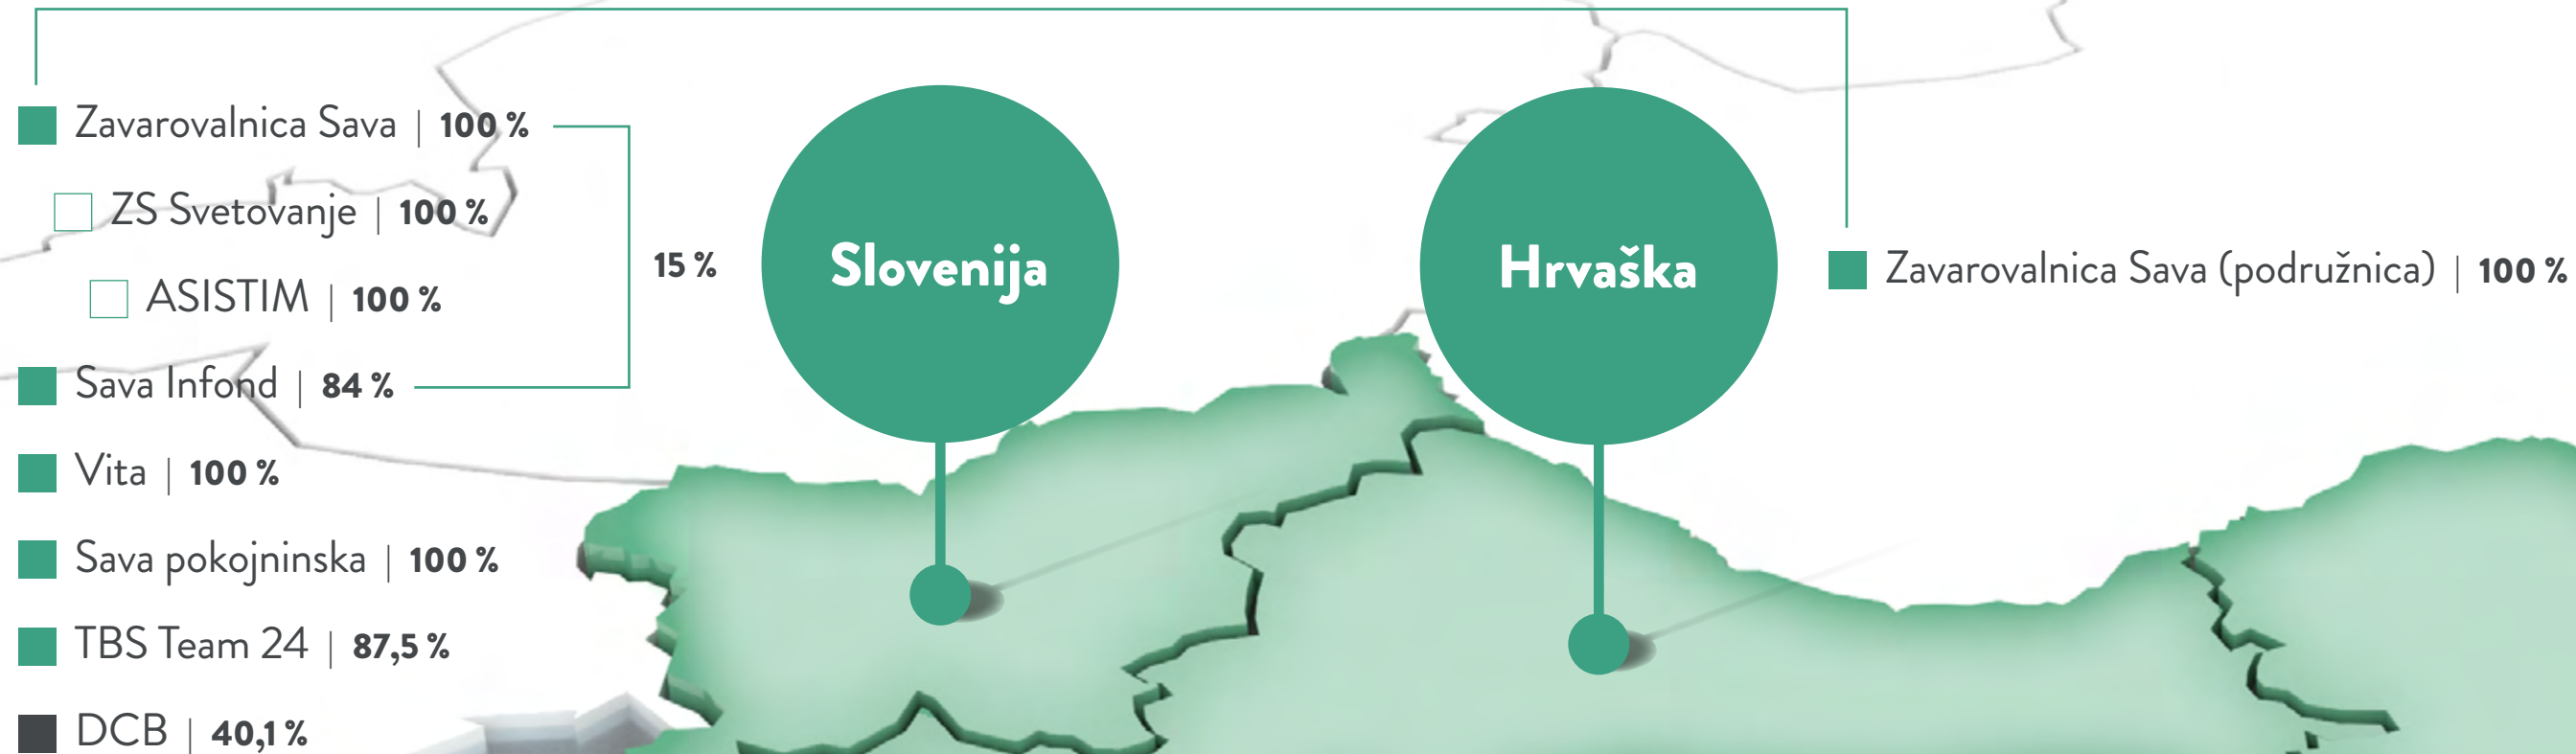 Zavarovalnica Sava | 100 %
ZS Svetovanje | 100 %
ASISTIM | 100 %
Sava Infond | 84 %
15 %
Vita | 100 %
Sava pokojninska | 100 %
TBS Team 24 | 87,5 %
DCB | 40,1 %
Slovenija
Hrvaška
Zavarovalnica Sava (podružnica) | 100 %